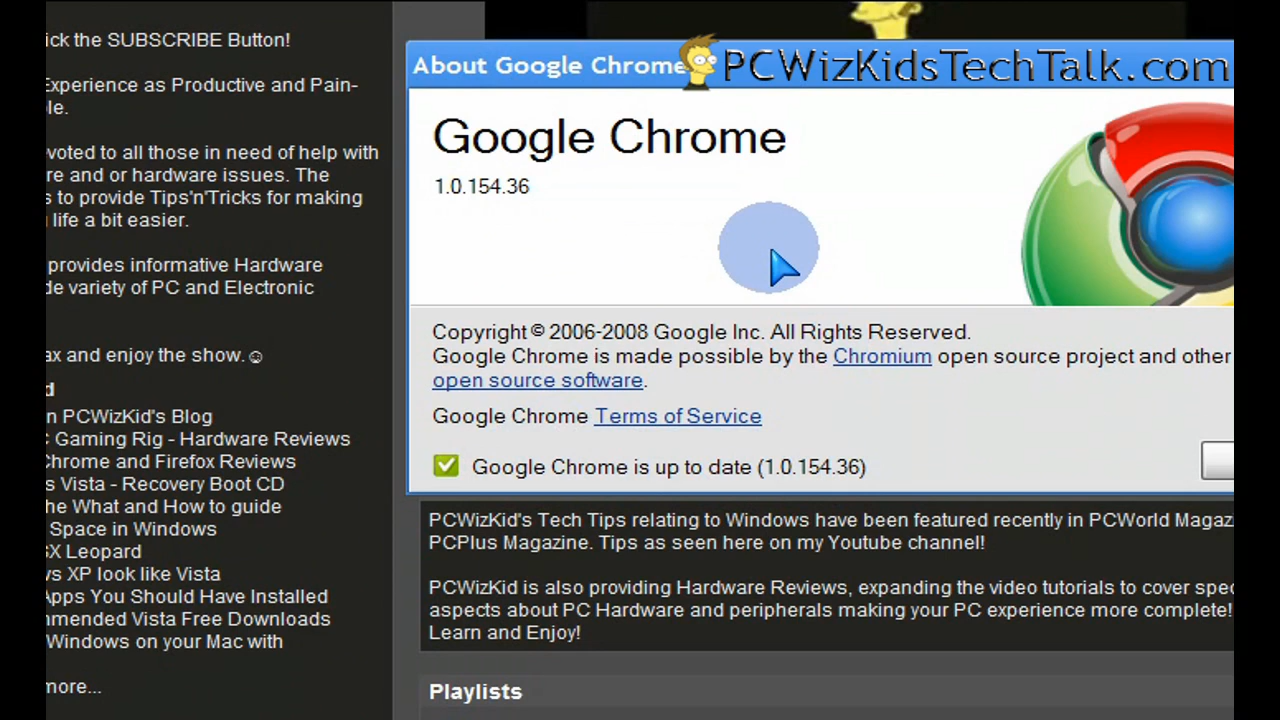 ick the SUBSCRIBE Button!
Experience as Productive and Pain-
le.
voted to all those in need of help with
re and or hardware issues. The
s to provide Tips'n'Tricks for making
life a bit easier.
provides informative Hardware
de variety of PC and Electronic
ax and enjoy the show.☺
d
n PCWizKid's Blog
C Gaming Rig - Hardware Reviews
Chrome and Firefox Reviews
s Vista - Recovery Boot CD
he What and How to guide
Space in Windows
SX Leopard
ws XP look like Vista
Apps You Should Have Installed
mmended Vista Free Downloads
Windows on your Mac with
more...
About Google Chrome
PCWizKidsTechTalk.com
Google Chrome
1.0.154.36
Copyright © 2006-2008 Google Inc. All Rights Reserved.
Google Chrome is made possible by the Chromium open source project and other
open source software.
Google Chrome Terms of Service
Google Chrome is up to date (1.0.154.36)
PCWizKid's Tech Tips relating to Windows have been featured recently in PCWorld Magaz
PCPlus Magazine. Tips as seen here on my Youtube channel!
PCWizKid is also providing Hardware Reviews, expanding the video tutorials to cover spec
aspects about PC Hardware and peripherals making your PC experience more complete!
Learn and Enjoy!
Playlists